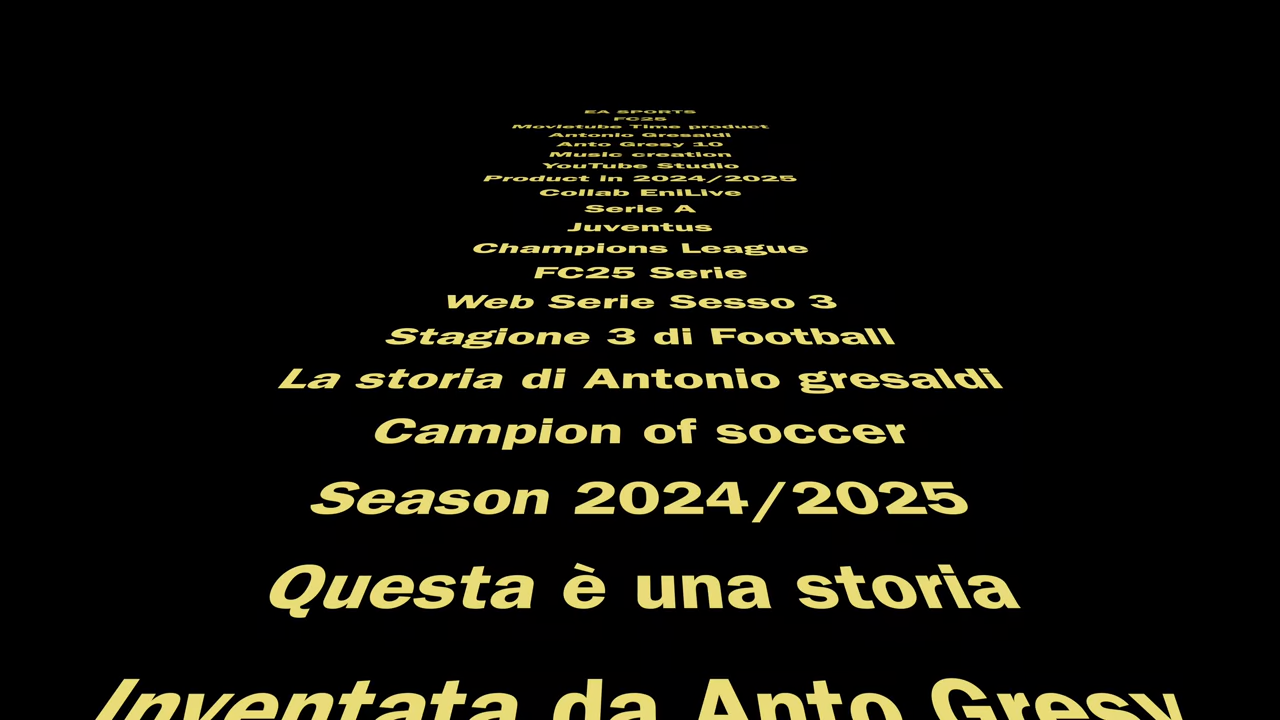 EA SPORTS
FC25
Movietube Time product
Antonio Gresaldi
Anto Gresy 10
Music creation
YouTube Studio
Product in 2024/2025
Collab EniLive
Serie A
Juventus
Champions League
FC25 Serie
Web Serie Sesso 3
Stagione 3 di Football
La storia di Antonio gresaldi
Campion of soccer
Season 2024/2025
Questa è una storia
Inventata da Anto Gresy